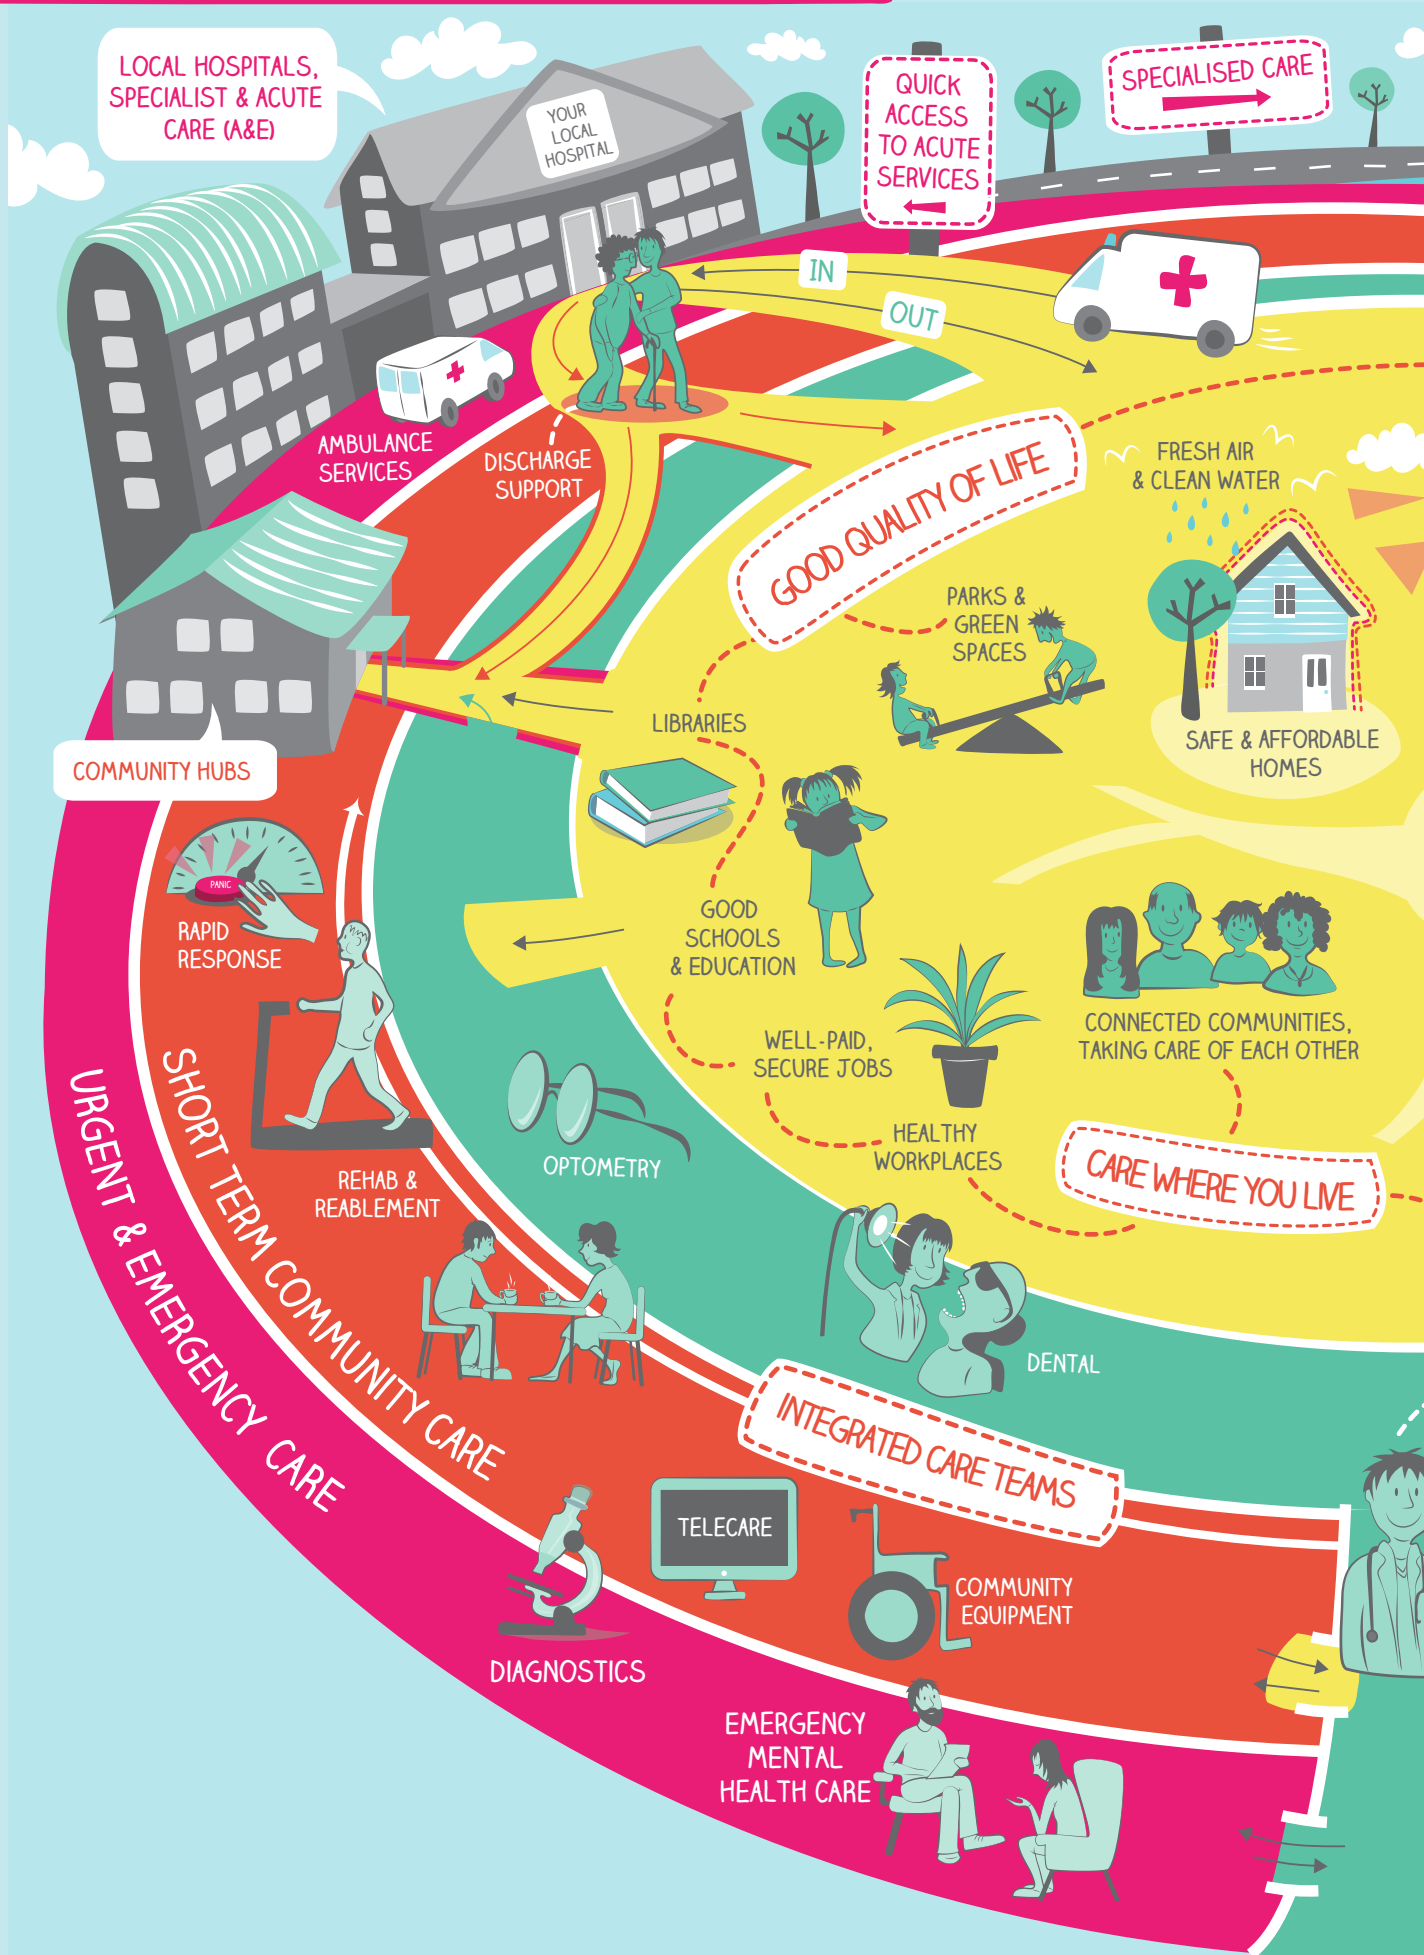 LOCAL HOSPITALS,
SPECIALIST & ACUTE
CARE (A&E)
YOUR
LOCAL
HOSPITAL
QUICK
ACCESS
TO ACUTE
SERVICES
SPECIALISED CARE
IN
OUT
AMBULANCE
SERVICES
DISCHARGE
SUPPORT
GOOD QUALITY OF LIFE
FRESH AIR
& CLEAN WATER
PARKS &
GREEN
SPACES
LIBRARIES
SAFE & AFFORDABLE
HOMES
COMMUNITY HUBS
PANIC
RAPID
RESPONSE
GOOD
SCHOOLS
& EDUCATION
CONNECTED COMMUNITIES,
TAKING CARE OF EACH OTHER
WELL-PAID,
SECURE JOBS
HEALTHY
WORKPLACES
CARE WHERE YOU LIVE
OPTOMETRY
REHAB &
REABLEMENT
URGENT & EMERGENCY CARE
SHORT TERM COMMUNITY CARE
DENTAL
INTEGRATED CARE TEAMS
TELECARE
COMMUNITY
EQUIPMENT
DIAGNOSTICS
EMERGENCY
MENTAL
HEALTH CARE